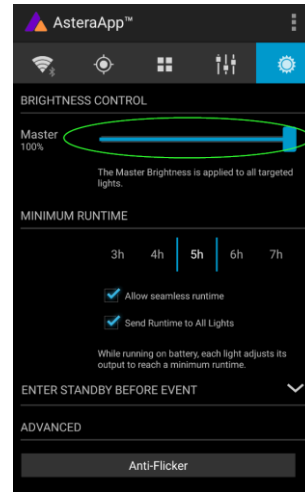 AsteraApp™
BRIGHTNESS CONTROL
Master
100%
The Master Brightness is applied to all targeted
lights.
MINIMUM RUNTIME
3h 4h 5h 6h 7h
Allow seamless runtime
Send Runtime to All Lights
While running on battery, each light adjusts its
output to reach a minimum runtime.
ENTER STANDBY BEFORE EVENT
ADVANCED
Anti-Flicker